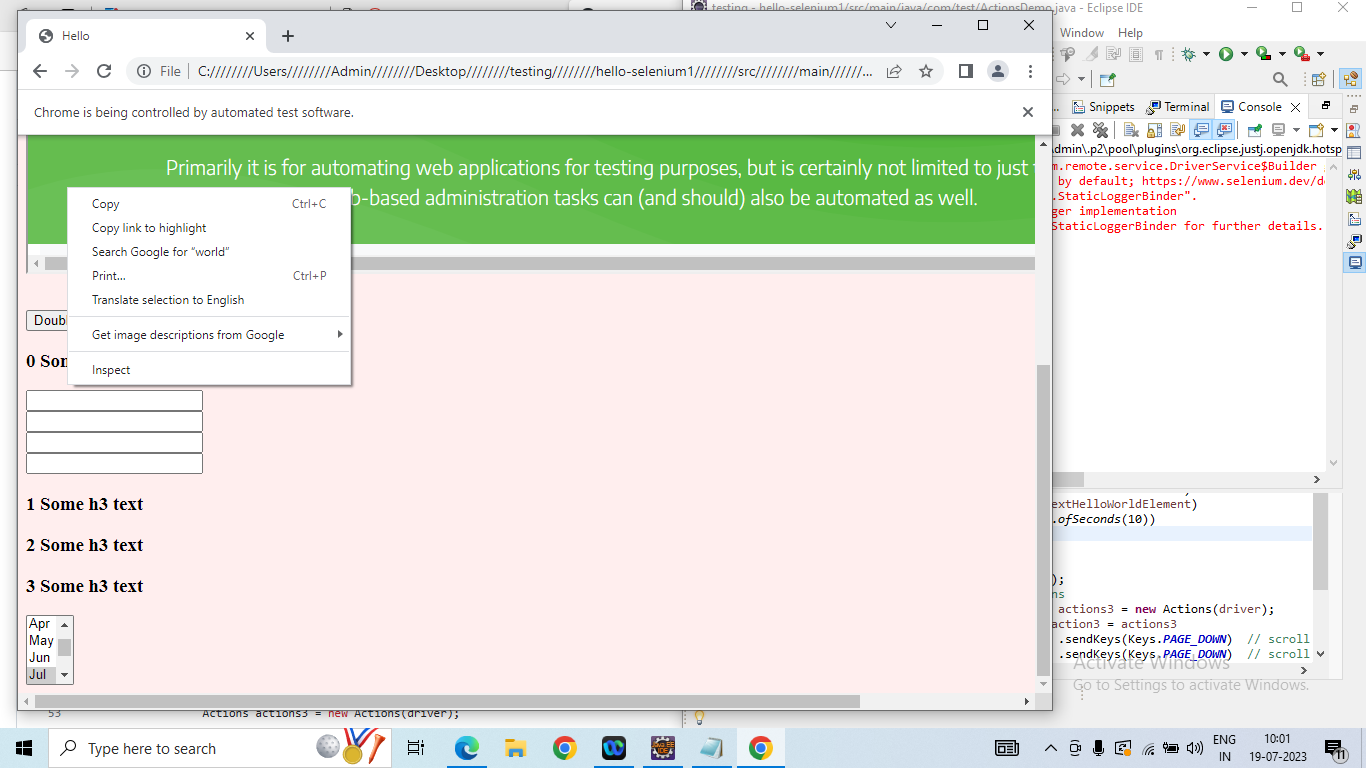 testing - hello-selenium1/src/main/java/com/test/ActionsDemo.java - Eclipse IDE
Hello
Window Help
File C:////////Users////////Admin////////Desktop////////testing////////hello-selenium1////////src////////main//////...
Snippets Terminal Console
Chrome is being controlled by automated test software.
dmin\.p2\pool\plugins\org.eclipse.justj.openjdk.hotsp
m.remote.service.DriverService$Builder
by default; https://www.selenium.dev/d
.StaticLoggerBinder".
ger implementation
StaticLoggerBinder for further details.
Primarily it is for automating web applications for testing purposes, but is certainly not limited to just
b-based administration tasks can (and should) also be automated as well.
Copy Ctrl+C
Copy link to highlight
Search Google for “world”
Print... Ctrl+P
Translate selection to English
Get image descriptions from Google
Inspect
Doub
0 Som
1 Some h3 text
2 Some h3 text
3 Some h3 text
Apr
May
Jun
Jul
extHelloWorldElement)
.ofSeconds(10))
);
ns
actions3 = new Actions(driver);
action3 = actions3
.sendKeys(Keys.PAGE_DOWN) // scroll
.sendKeys(Keys.PAGE_DOWN) // scroll
Activate Windows
Go to Settings to activate Windows.
53 Actions actions3 = new Actions(driver);
Type here to search
ENG
IN
10:01
19-07-2023
11